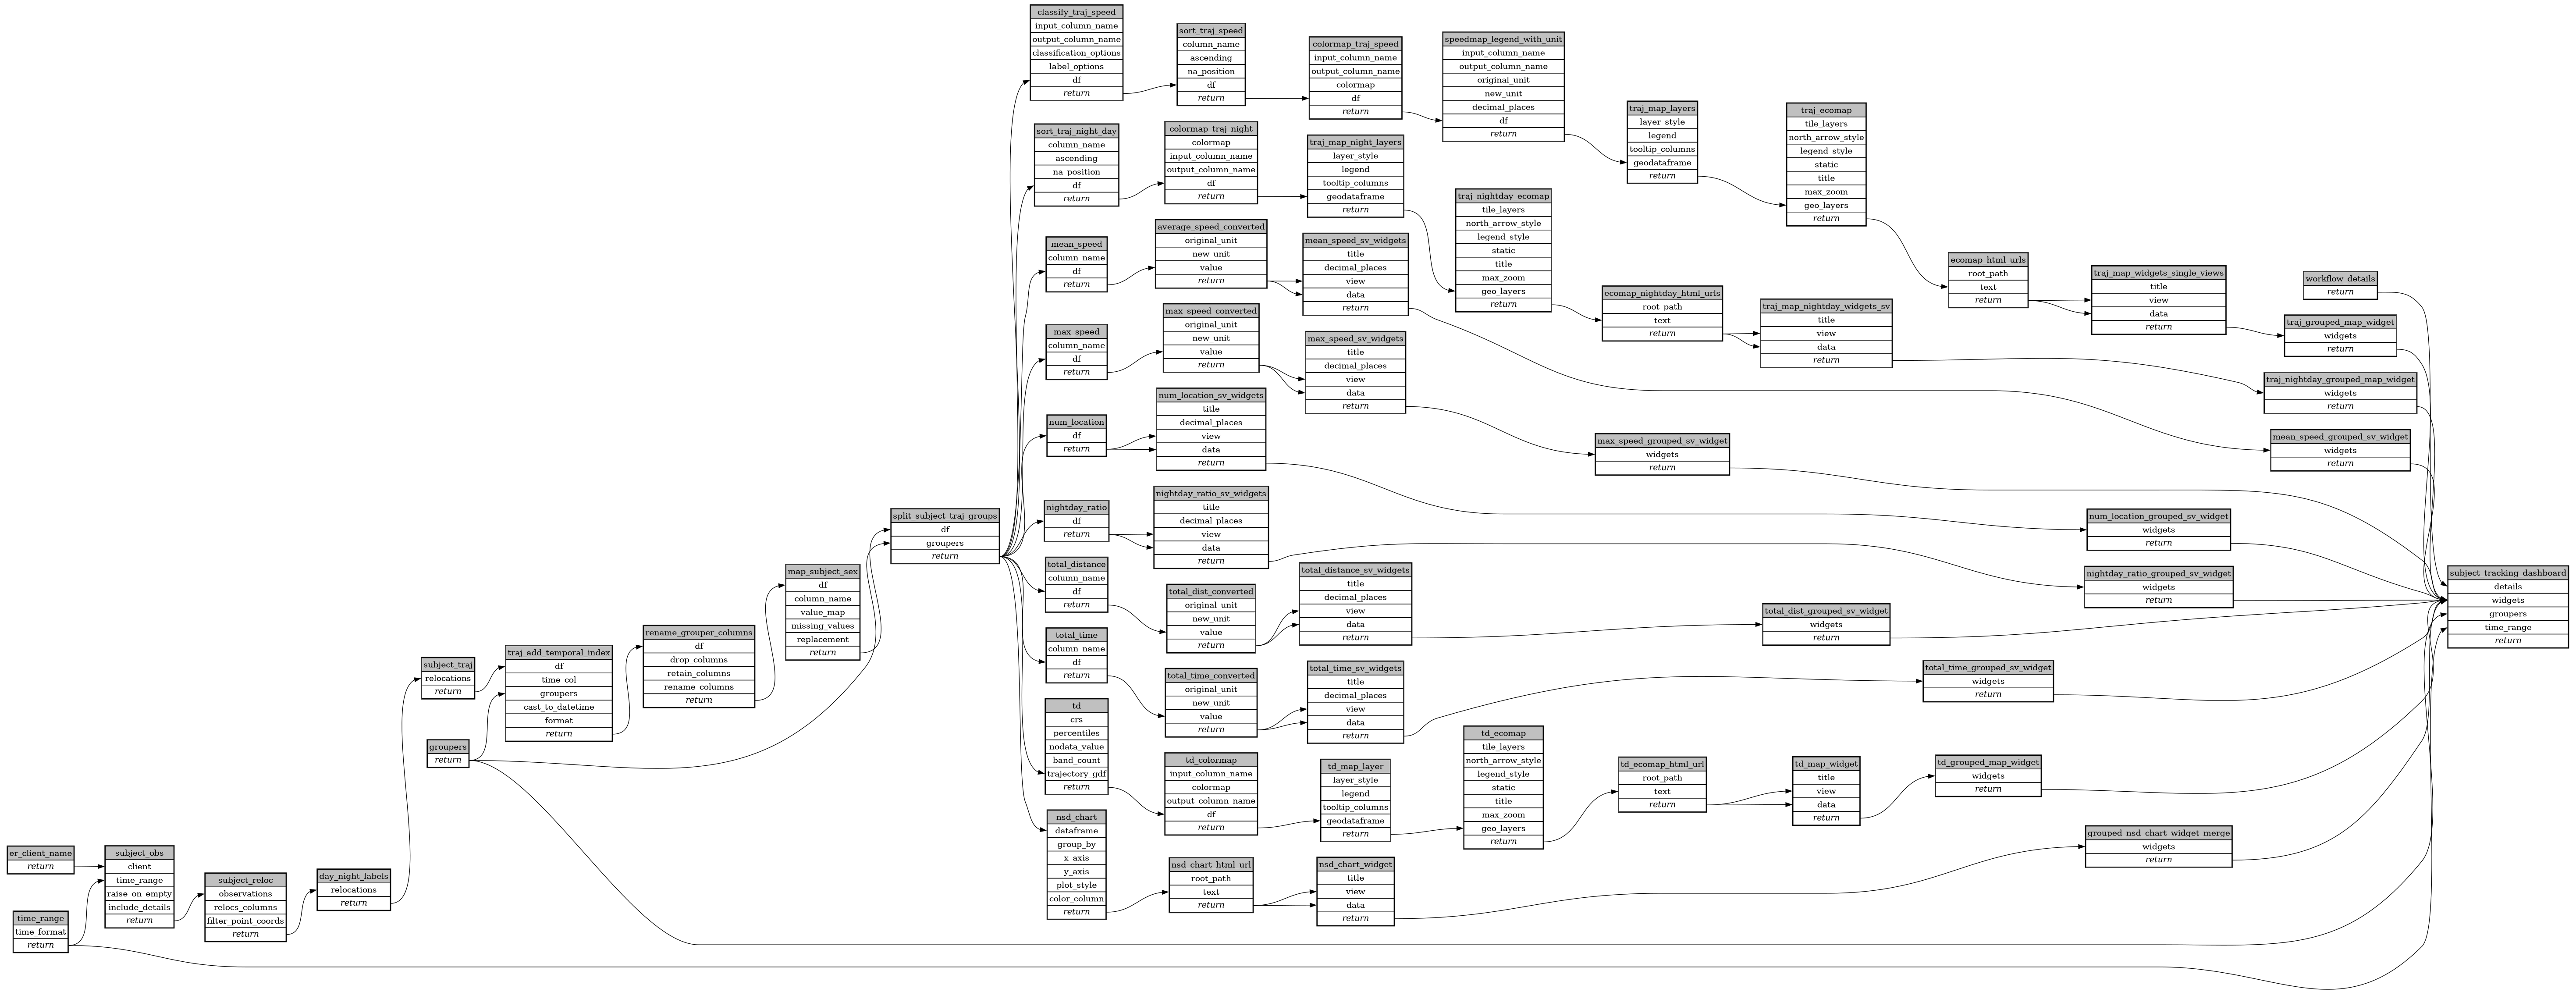 classify_traj_speed
input_column_name
output_column_name
classification_options
label_options
df
return
sort_traj_speed
column_name
ascending
na_position
df
return
colormap_traj_speed
input_column_name
output_column_name
colormap
df
return
speedmap_legend_with_unit
input_column_name
output_column_name
original_unit
new_unit
decimal_places
df
return
traj_map_layers
layer_style
legend
tooltip_columns
geodataframe
return
traj_ecomap
tile_layers
north_arrow_style
legend_style
static
title
max_zoom
geo_layers
return
sort_traj_night_day
column_name
ascending
na_position
df
return
colormap_traj_night
colormap
input_column_name
output_column_name
df
return
traj_map_night_layers
layer_style
legend
tooltip_columns
geodataframe
return
traj_nightday_ecomap
tile_layers
north_arrow_style
legend_style
static
title
max_zoom
geo_layers
return
ecomap_html_urls
root_path
text
return
traj_map_widgets_single_views
title
view
data
return
workflow_details
return
traj_grouped_map_widget
widgets
return
mean_speed
column_name
df
return
average_speed_converted
original_unit
new_unit
value
return
mean_speed_sv_widgets
title
decimal_places
view
data
return
ecomap_nightday_html_urls
root_path
text
return
traj_map_nightday_widgets_sv
title
view
data
return
traj_nightday_grouped_map_widget
widgets
return
max_speed
column_name
df
return
max_speed_converted
original_unit
new_unit
value
return
max_speed_sv_widgets
title
decimal_places
view
data
return
max_speed_grouped_sv_widget
widgets
return
mean_speed_grouped_sv_widget
widgets
return
num_location
df
return
num_location_sv_widgets
title
decimal_places
view
data
return
num_location_grouped_sv_widget
widgets
return
split_subject_traj_groups
df
groupers
return
nightday_ratio
df
return
nightday_ratio_sv_widgets
title
decimal_places
view
data
return
nightday_ratio_grouped_sv_widget
widgets
return
subject_tracking_dashboard
details
widgets
groupers
time_range
return
map_subject_sex
df
column_name
value_map
missing_values
replacement
return
total_distance
column_name
df
return
total_dist_converted
original_unit
new_unit
value
return
total_distance_sv_widgets
title
decimal_places
view
data
return
total_dist_grouped_sv_widget
widgets
return
rename_grouper_columns
df
drop_columns
retain_columns
rename_columns
return
traj_add_temporal_index
df
time_col
groupers
cast_to_datetime
format
return
subject_traj
relocations
return
groupers
return
total_time
column_name
df
return
total_time_converted
original_unit
new_unit
value
return
total_time_sv_widgets
title
decimal_places
view
data
return
total_time_grouped_sv_widget
widgets
return
td
crs
percentiles
nodata_value
band_count
trajectory_gdf
return
td_colormap
input_column_name
colormap
output_column_name
df
return
td_map_layer
layer_style
legend
tooltip_columns
geodataframe
return
td_ecomap
tile_layers
north_arrow_style
legend_style
static
title
max_zoom
geo_layers
return
td_ecomap_html_url
root_path
text
return
td_map_widget
title
view
data
return
td_grouped_map_widget
widgets
return
nsd_chart
dataframe
group_by
x_axis
y_axis
plot_style
color_column
return
nsd_chart_html_url
root_path
text
return
nsd_chart_widget
title
view
data
return
grouped_nsd_chart_widget_merge
widgets
return
er_client_name
return
subject_obs
client
time_range
raise_on_empty
include_details
return
subject_reloc
observations
relocs_columns
filter_point_coords
return
day_night_labels
relocations
return
time_range
time_format
return